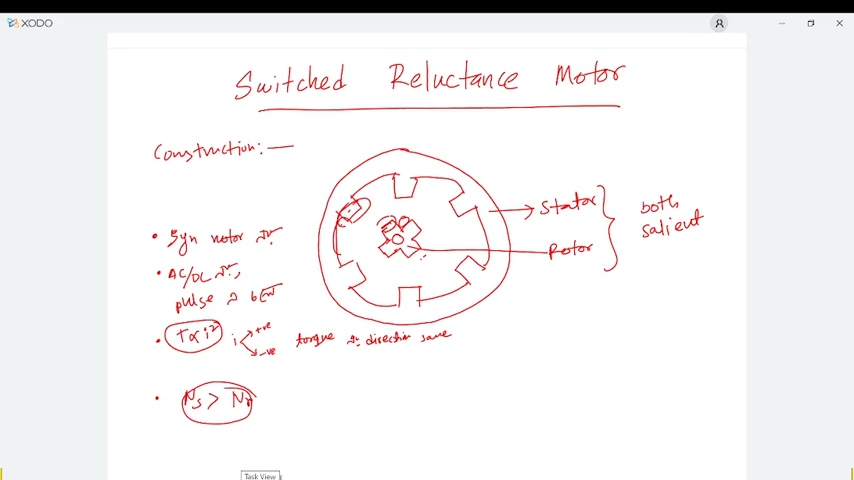 XODO
Switched Reluctance Motor
Construction:
Stator
both
salient
Rotor
• Syn motor
• AC/DC
pulse
• T∝i² i +ve
-ve
torque direction same
• Ns > Nr
Task View